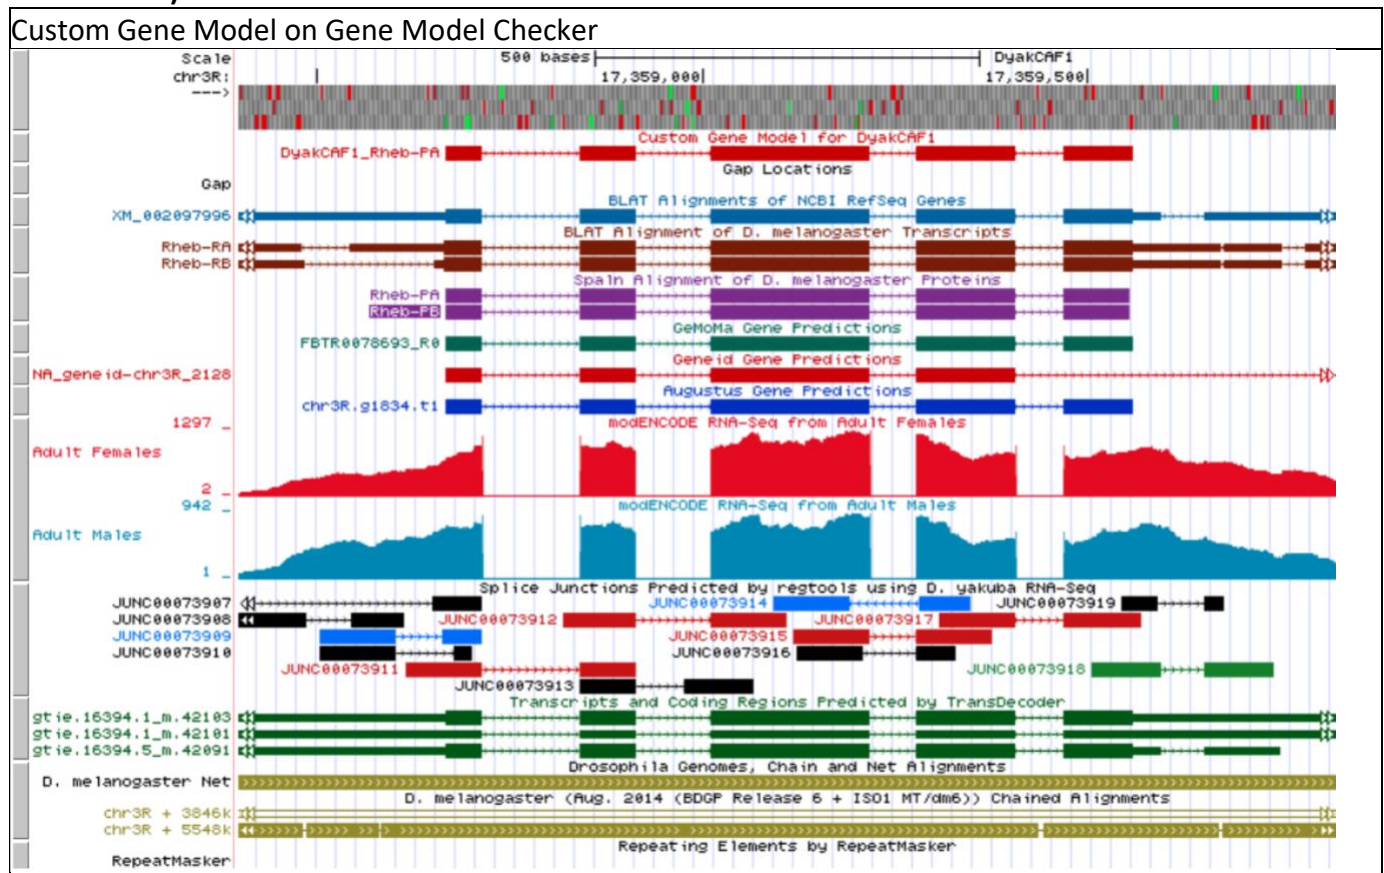 Custom Gene Model on Gene Model Checker
Scale 500 bases DyakCAF1
chr3R: 17,359,000 17,359,500
--->
Custom Gene Model for DyakCAF1
DyakCAF1_Rheb-PA
Gap Locations
Gap
BLAT Alignments of NCBI RefSeq Genes
XM_002097996
BLAT Alignment of D. melanogaster Transcripts
Rheb-RA
Rheb-RB
Spaln Alignment of D. melanogaster Proteins
Rheb-PA
Rheb-PB
GeMoMa Gene Predictions
FBTR0078693_R0
Geneid Gene Predictions
NA_geneid-chr3R_2128
Augustus Gene Predictions
chr3R.g1834.t1
modENCODE RNA-Seq from Adult Females
1297 _
Adult Females
2 _
modENCODE RNA-Seq from Adult Males
942 _
Adult Males
1 _
Splice Junctions Predicted by regtools using D. yakuba RNA-Seq
JUNC00073907 JUNC00073914 JUNC00073919
JUNC00073908 JUNC00073912 JUNC00073917
JUNC00073909 JUNC00073915
JUNC00073910 JUNC00073916
JUNC00073911 JUNC00073918
JUNC00073913
Transcripts and Coding Regions Predicted by TransDecoder
gtie.16394.1_m.42103
gtie.16394.1_m.42101
gtie.16394.5_m.42091
Drosophila Genomes, Chain and Net Alignments
D. melanogaster Net
D. melanogaster (Aug. 2014 (BDGP Release 6 + ISO1 MT/dm6)) Chained Alignments
chr3R + 3846k
chr3R + 5548k
Repeating Elements by RepeatMasker
RepeatMasker